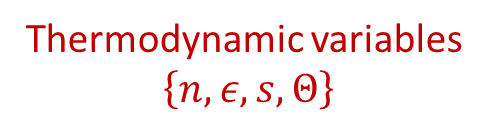 Thermodynamic variables
{n, ϵ, s, Θ}